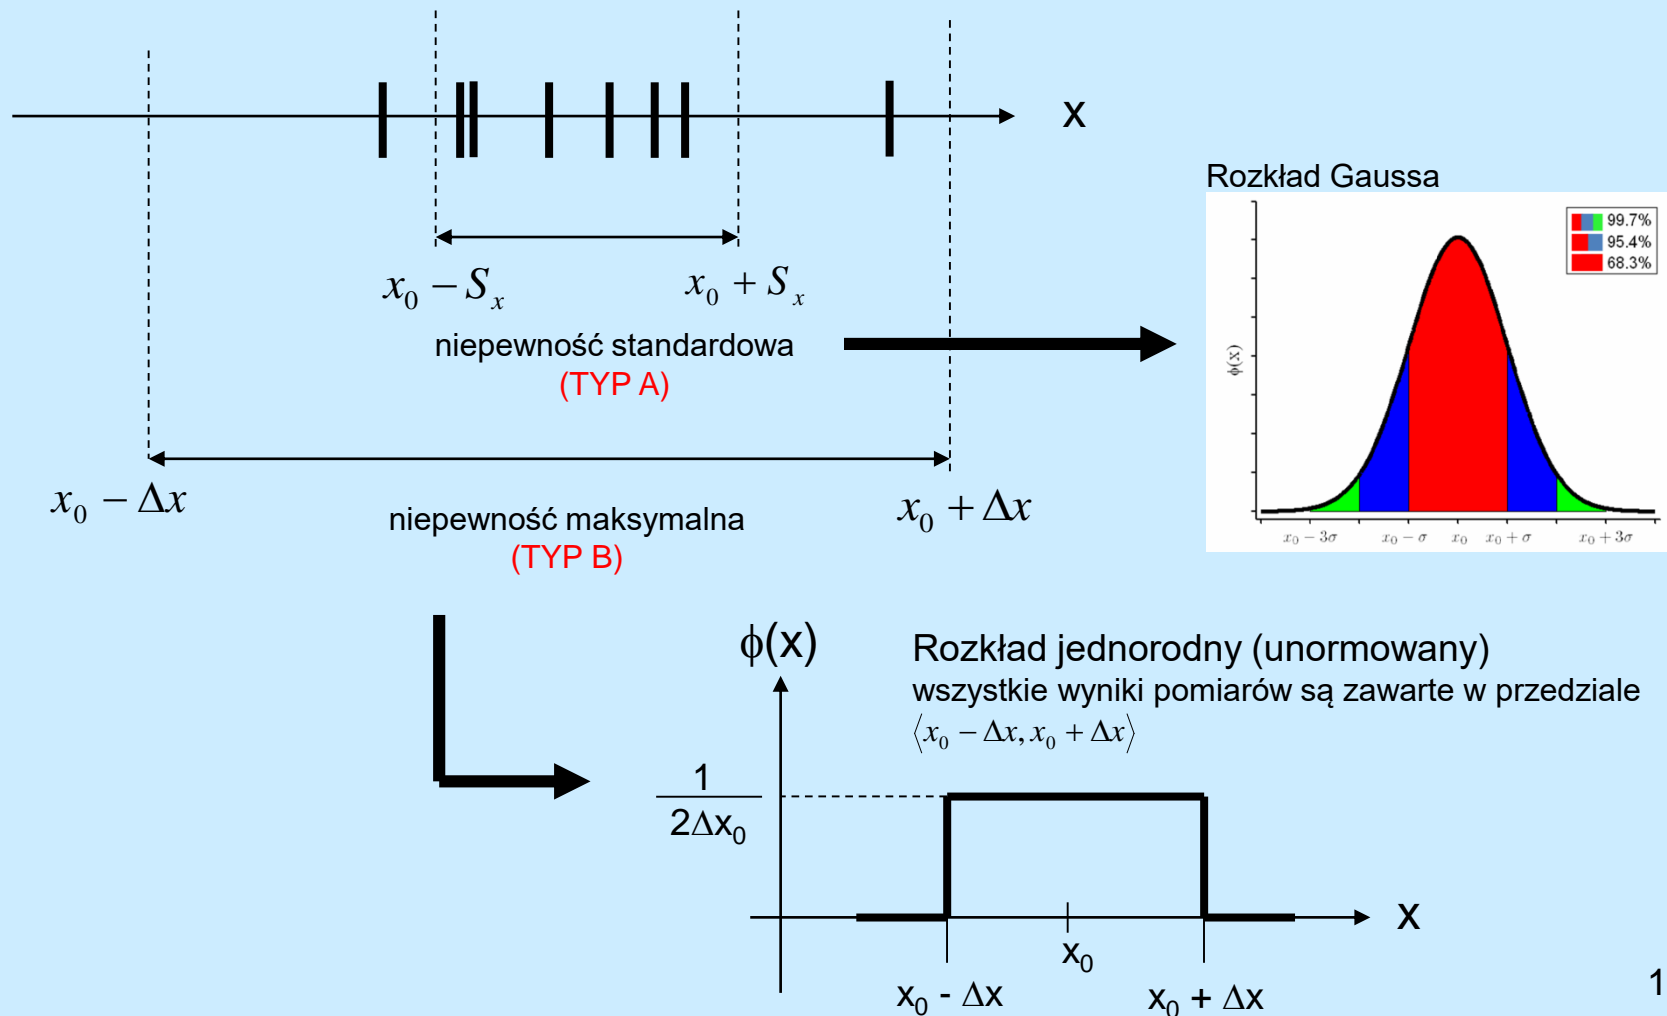 x
x₀ − Sₓ
x₀ + Sₓ
niepewność standardowa
(TYP A)
x₀ − Δx
x₀ + Δx
niepewność maksymalna
(TYP B)
Rozkład Gaussa
99.7%
95.4%
68.3%
ϕ(x)
x₀ − 3σ
x₀ − σ
x₀
x₀ + σ
x₀ + 3σ
ϕ(x)
Rozkład jednorodny (unormowany)
wszystkie wyniki pomiarów są zawarte w przedziale
⟨x₀ − Δx, x₀ + Δx⟩
1
2Δx₀
x
x₀
x₀ - Δx
x₀ + Δx
1